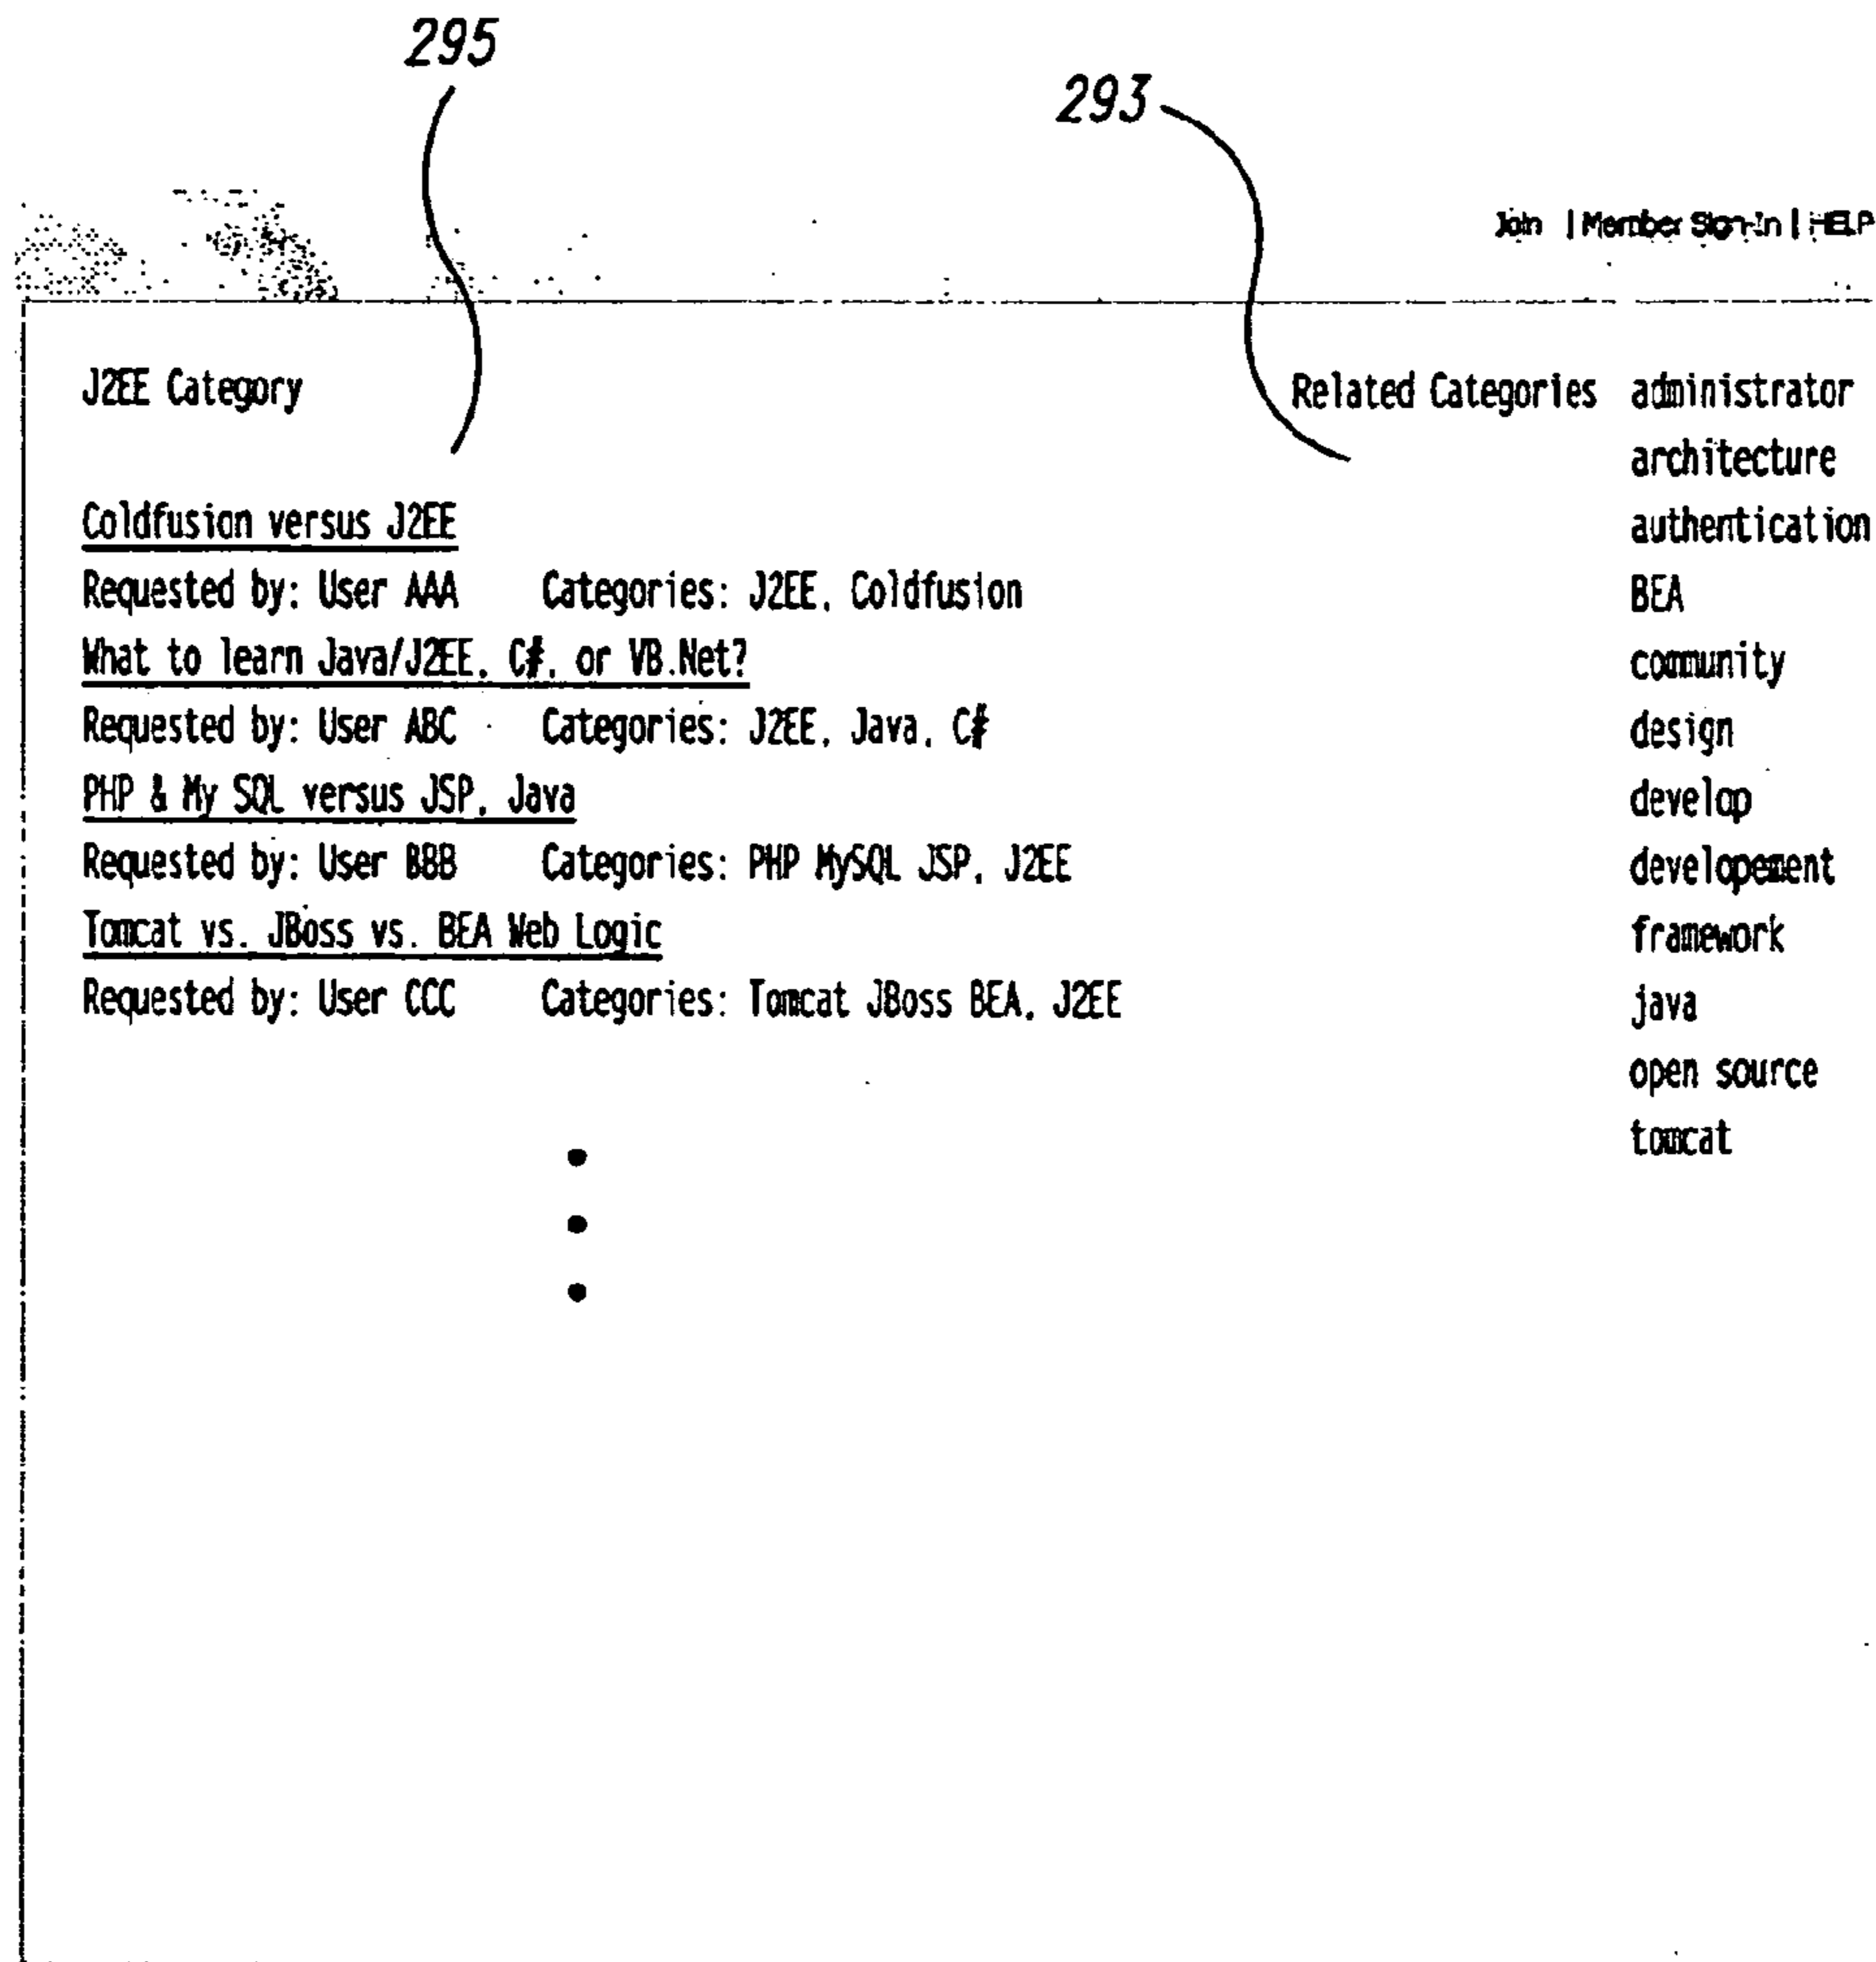 295
293
Join | Member Sign-In | HELP
J2EE Category
Related Categories administrator
architecture
Coldfusion versus J2EE
authentication
Requested by: User AAA Categories: J2EE, Coldfusion
BEA
What to learn Java/J2EE, C#, or VB.Net?
community
Requested by: User ABC Categories: J2EE, Java, C#
design
PHP & My SQL versus JSP, Java
develop
Requested by: User BBB Categories: PHP MySQL JSP, J2EE
developement
Tomcat vs. JBoss vs. BEA Web Logic
framework
Requested by: User CCC Categories: Tomcat JBoss BEA, J2EE
java
open source
tomcat